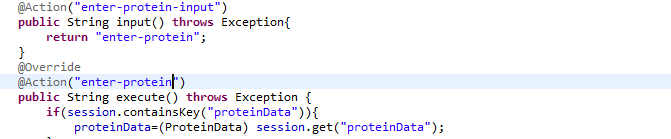 @Action("enter-protein-input")
public String input() throws Exception{
return "enter-protein";
}
@Override
@Action("enter-protein")
public String execute() throws Exception {
if(session.containsKey("proteinData")){
proteinData=(ProteinData) session.get("proteinData");